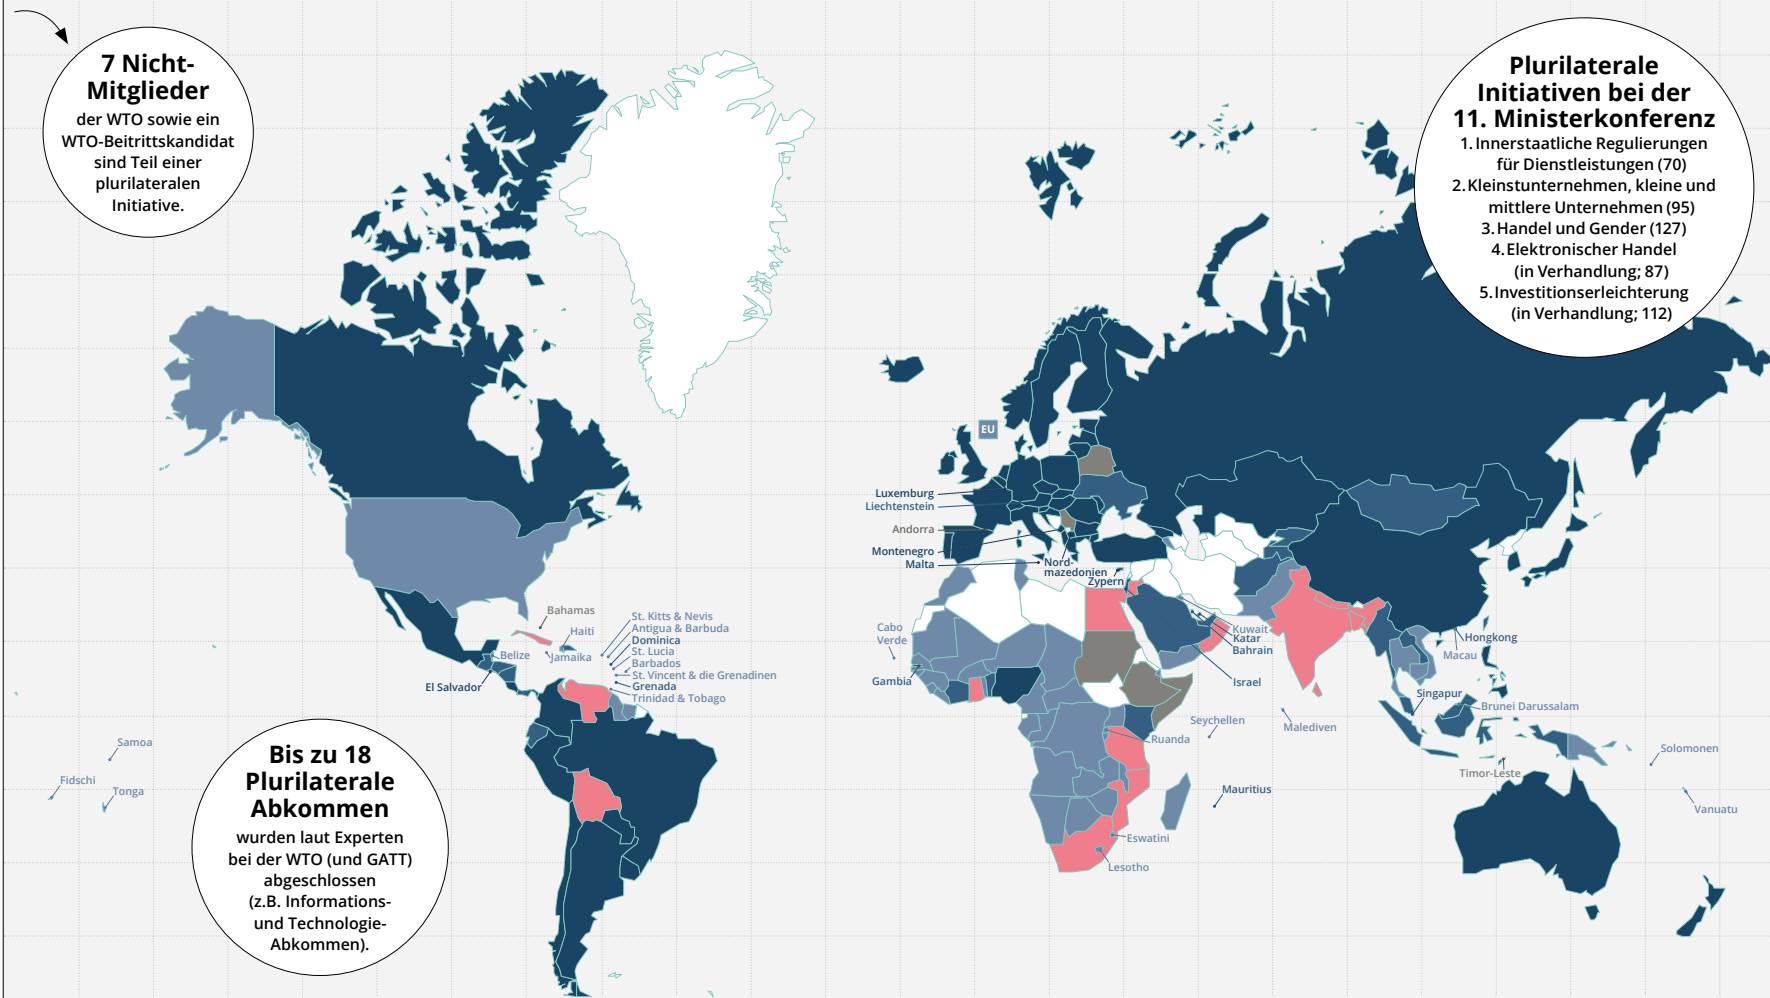 7 Nicht-
Mitglieder
der WTO sowie ein
WTO-Beitrittskandidat
sind Teil einer
plurilateralen
Initiative.
Plurilaterale
Initiativen bei der
11. Ministerkonferenz
1. Innerstaatliche Regulierungen
für Dienstleistungen (70)
2. Kleinstunternehmen, kleine und
mittlere Unternehmen (95)
3. Handel und Gender (127)
4. Elektronischer Handel
(in Verhandlung; 87)
5. Investitionserleichterung
(in Verhandlung; 112)
EU
Luxemburg
Liechtenstein
Andorra
Montenegro
Malta
Nord-
mazedonien
Zypern
Bahamas
Haiti
Belize
Jamaika
El Salvador
St. Kitts & Nevis
Antigua & Barbuda
Dominica
St. Lucia
Barbados
St. Vincent & die Grenadinen
Grenada
Trinidad & Tobago
Cabo
Verde
Gambia
Kuwait
Katar
Bahrain
Israel
Hongkong
Macau
Singapur
Brunei Darussalam
Seychellen
Malediven
Ruanda
Timor-Leste
Mauritius
Eswatini
Lesotho
Solomonen
Vanuatu
Samoa
Fidschi
Tonga
Bis zu 18
Plurilaterale
Abkommen
wurden laut Experten
bei der WTO (und GATT)
abgeschlossen
(z.B. Informations-
und Technologie-
Abkommen).